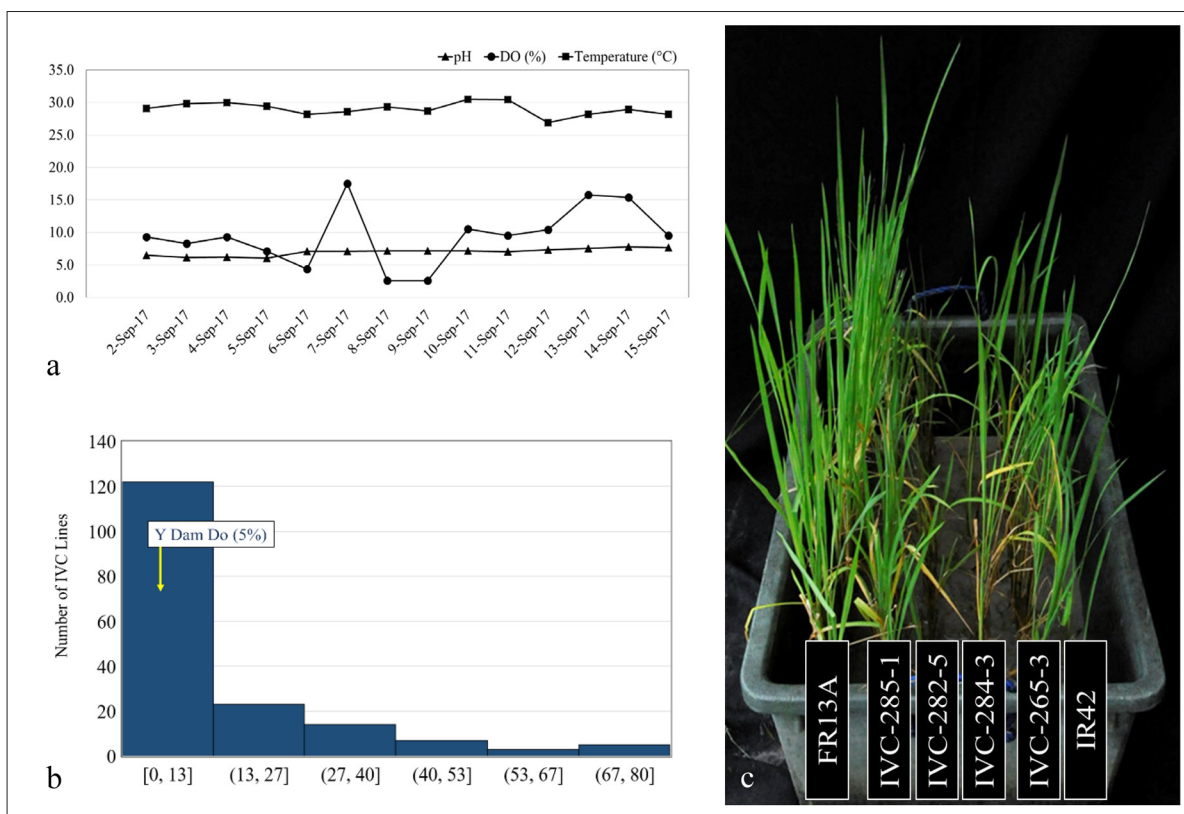 pH DO (%) Temperature (°C)
35.0
30.0
25.0
20.0
15.0
10.0
5.0
0.0
2-Sep-17
3-Sep-17
4-Sep-17
5-Sep-17
6-Sep-17
7-Sep-17
8-Sep-17
9-Sep-17
10-Sep-17
11-Sep-17
12-Sep-17
13-Sep-17
14-Sep-17
15-Sep-17
a
Number of IVC Lines
140
120
100
80
60
40
20
0
Y Dam Do (5%)
[0, 13] (13, 27] (27, 40] (40, 53] (53, 67] (67, 80]
b
FR13A
IVC-285-1
IVC-282-5
IVC-284-3
IVC-265-3
IR42
c